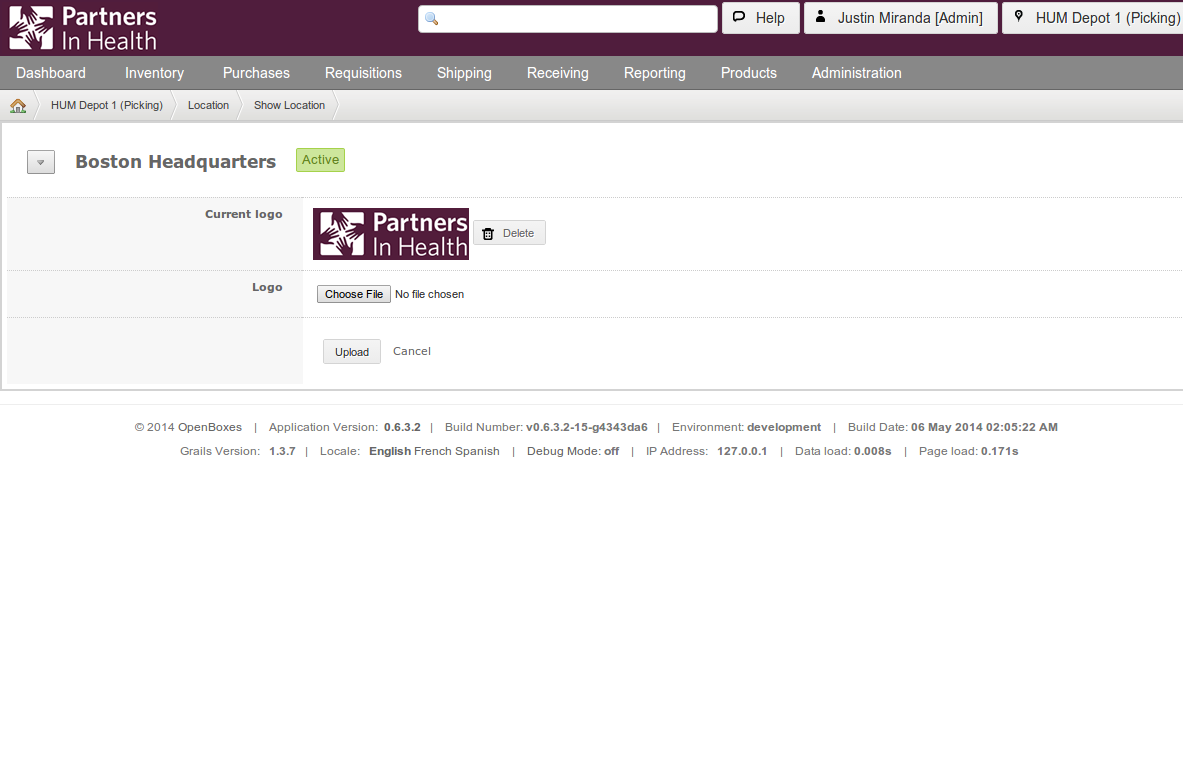 Partners
In Health
Help
Justin Miranda [Admin]
HUM Depot 1 (Picking)
Dashboard Inventory Purchases Requisitions Shipping Receiving Reporting Products Administration
HUM Depot 1 (Picking) Location Show Location
Boston Headquarters Active
Current logo
Partners
In Health
Delete
Logo
Choose File No file chosen
Upload Cancel
© 2014 OpenBoxes | Application Version: 0.6.3.2 | Build Number: v0.6.3.2-15-g4343da6 | Environment: development | Build Date: 06 May 2014 02:05:22 AM
Grails Version: 1.3.7 | Locale: English French Spanish | Debug Mode: off | IP Address: 127.0.0.1 | Data load: 0.008s | Page load: 0.171s